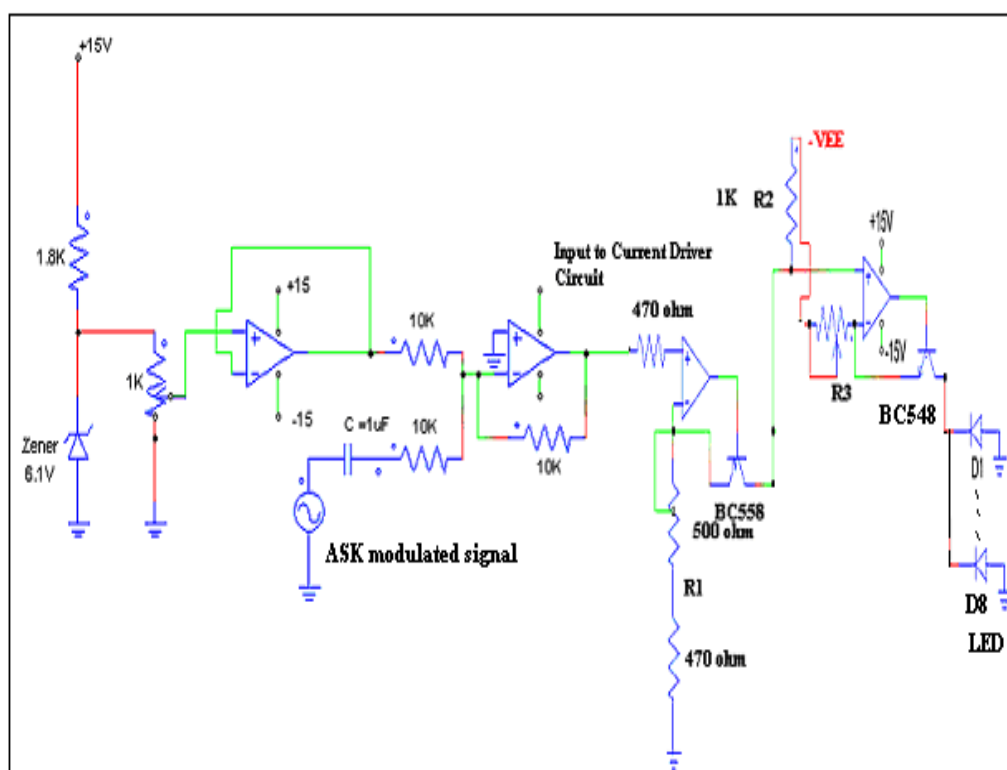 +15V
1.8K
1K
Zener
6.1V
+15
-15
10K
C =1uF
10K
ASK modulated signal
10K
Input to Current Driver
Circuit
470 ohm
BC558
500 ohm
R1
470 ohm
-VEE
1K R2
+15V
-15V
R3
BC548
D1
D8
LED